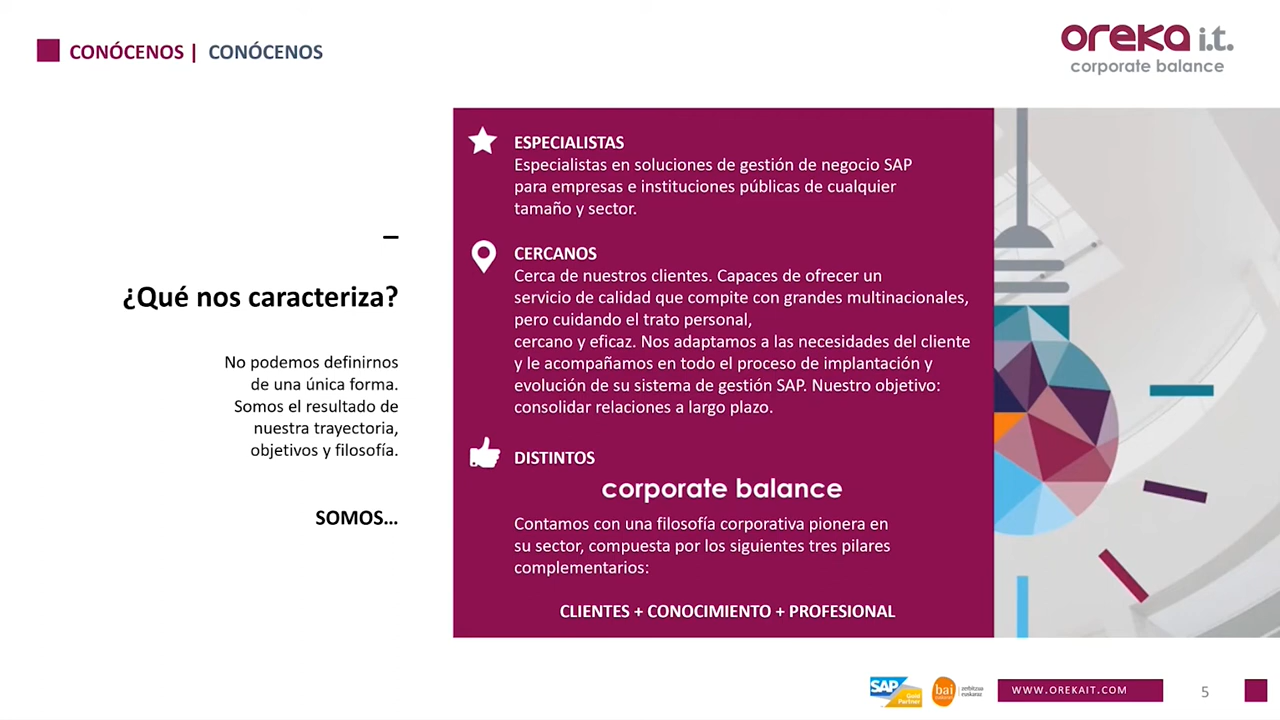 CONÓCENOS | CONÓCENOS
oreka i.t.
corporate balance
–
¿Qué nos caracteriza?
No podemos definirnos
de una única forma.
Somos el resultado de
nuestra trayectoria,
objetivos y filosofía.
SOMOS...
ESPECIALISTAS
Especialistas en soluciones de gestión de negocio SAP
para empresas e instituciones públicas de cualquier
tamaño y sector.
CERCANOS
Cerca de nuestros clientes. Capaces de ofrecer un
servicio de calidad que compite con grandes multinacionales,
pero cuidando el trato personal,
cercano y eficaz. Nos adaptamos a las necesidades del cliente
y le acompañamos en todo el proceso de implantación y
evolución de su sistema de gestión SAP. Nuestro objetivo:
consolidar relaciones a largo plazo.
DISTINTOS
corporate balance
Contamos con una filosofía corporativa pionera en
su sector, compuesta por los siguientes tres pilares
complementarios:
CLIENTES + CONOCIMIENTO + PROFESIONAL
SAP
Gold
Partner
bai
zerbitzua
euskaraz
WWW.OREKAIT.COM
5